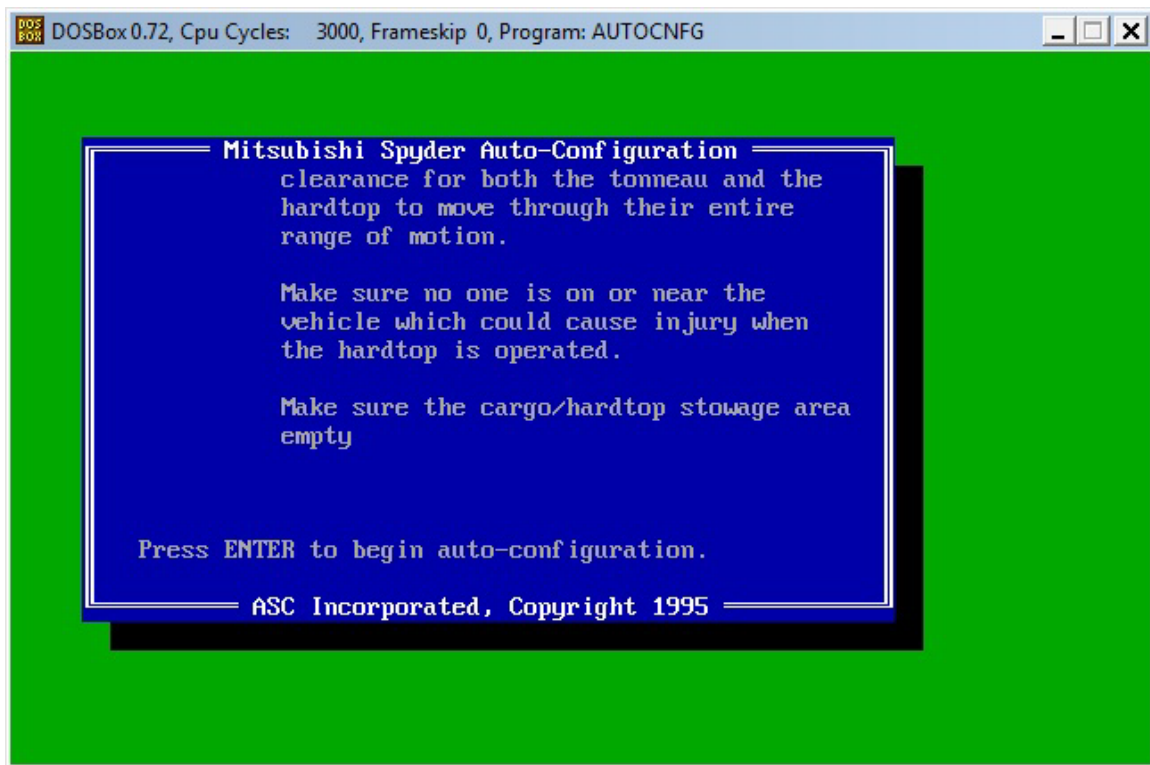 DOSBox 0.72, Cpu Cycles: 3000, Frameskip 0, Program: AUTOCNFG
Mitsubishi Spyder Auto-Configuration
clearance for both the tonneau and the
hardtop to move through their entire
range of motion.
Make sure no one is on or near the
vehicle which could cause injury when
the hardtop is operated.
Make sure the cargo/hardtop stowage area
empty
Press ENTER to begin auto-configuration.
ASC Incorporated, Copyright 1995